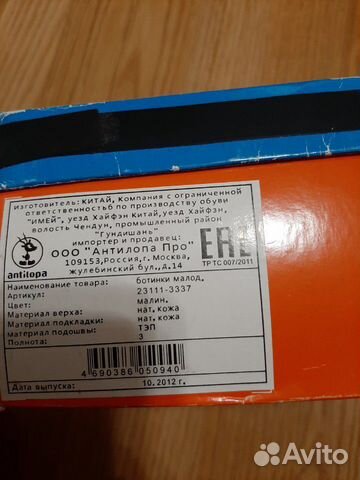 Изготовитель: КИТАЙ, Компания с ограниченной
ответственностьб по производству обуви
"ИМЕЙ", уезд Хайфэн Китай, уезд Хайфэн,
волость Чендун, промышленный район
"Гундишань"
импортер и продавец:
ООО "Антилопа Про"
109153, Россия, г. Москва,
Жулебинский бул., д.14
antilopa
EAC
ТР ТС 007/2011
Наименование товара: ботинки малод.
Артикул: 23111-3337
Цвет: малин.
Материал верха: нат. кожа
Материал подкладки: нат. кожа
Материал подошвы: ТЭП
Полнота: 3
4 690386 050940
Дата выпуска 10.2012 г.
Avito